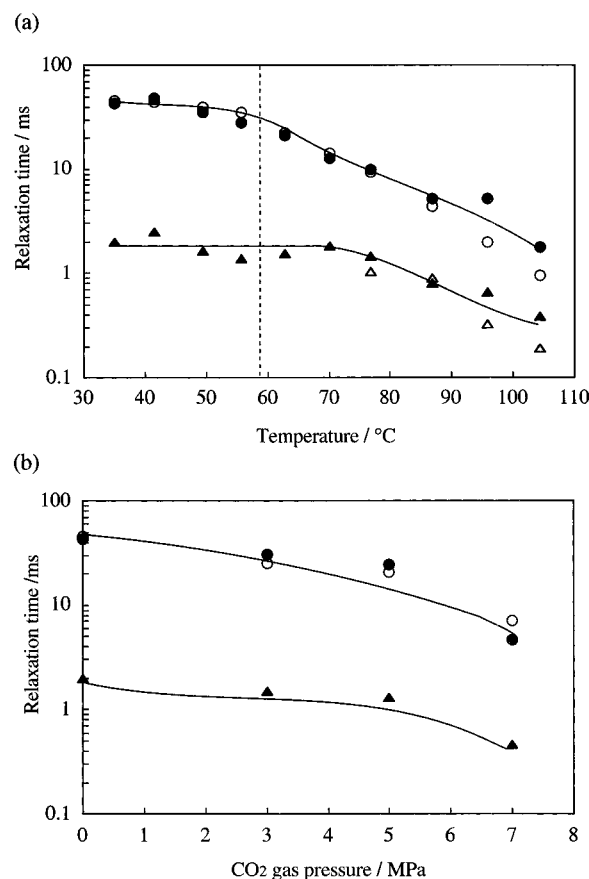 (a)
100
10
1
0.1
Relaxation time / ms
30 40 50 60 70 80 90 100 110
Temperature / °C
(b)
100
10
1
0.1
Relaxation time /ms
0 1 2 3 4 5 6 7 8
CO2 gas pressure / MPa